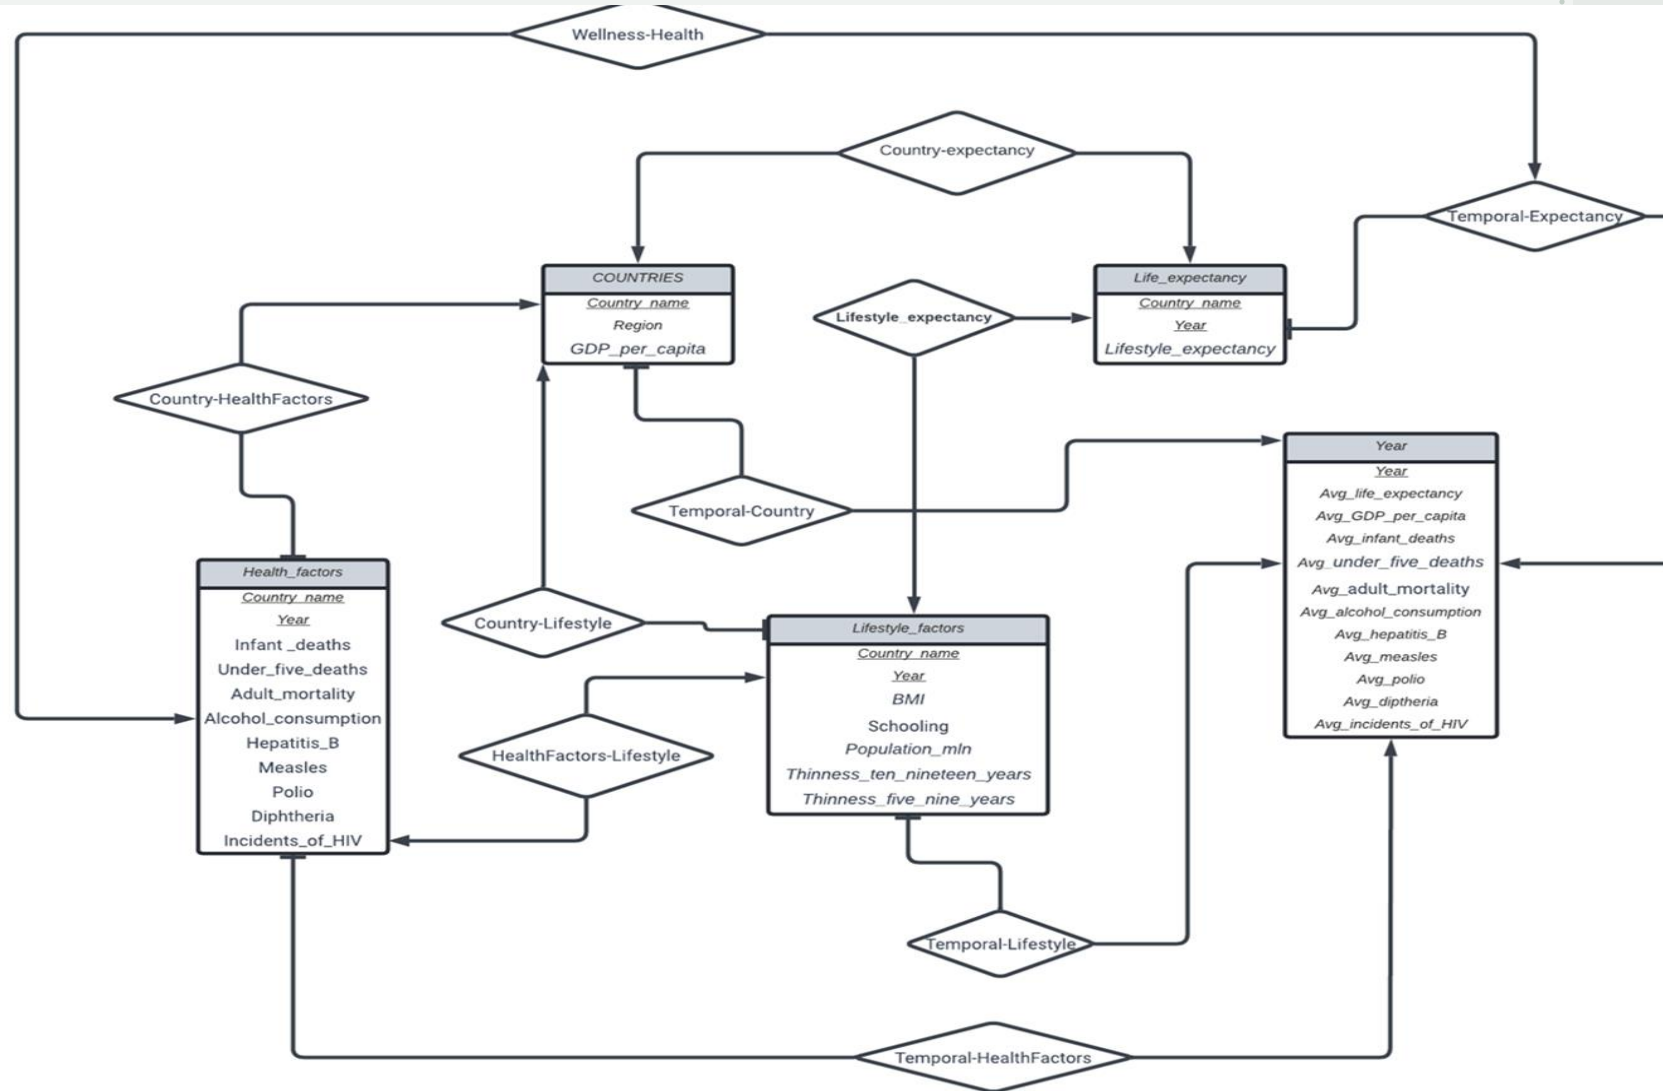 Wellness-Health
Country-expectancy
Temporal-Expectancy
COUNTRIES
Country_name
Region
GDP_per_capita
Lifestyle_expectancy
Life_expectancy
Country_name
Year
Lifestyle_expectancy
Country-HealthFactors
Temporal-Country
Year
Year
Avg_life_expectancy
Avg_GDP_per_capita
Avg_infant_deaths
Avg_under_five_deaths
Avg_adult_mortality
Avg_alcohol_consumption
Avg_hepatitis_B
Avg_measles
Avg_polio
Avg_diptheria
Avg_incidents_of_HIV
Health_factors
Country_name
Year
Infant _deaths
Under_five_deaths
Adult_mortality
Alcohol_consumption
Hepatitis_B
Measles
Polio
Diphtheria
Incidents_of_HIV
Country-Lifestyle
HealthFactors-Lifestyle
Lifestyle_factors
Country_name
Year
BMI
Schooling
Population_mln
Thinness_ten_nineteen_years
Thinness_five_nine_years
Temporal-Lifestyle
Temporal-HealthFactors